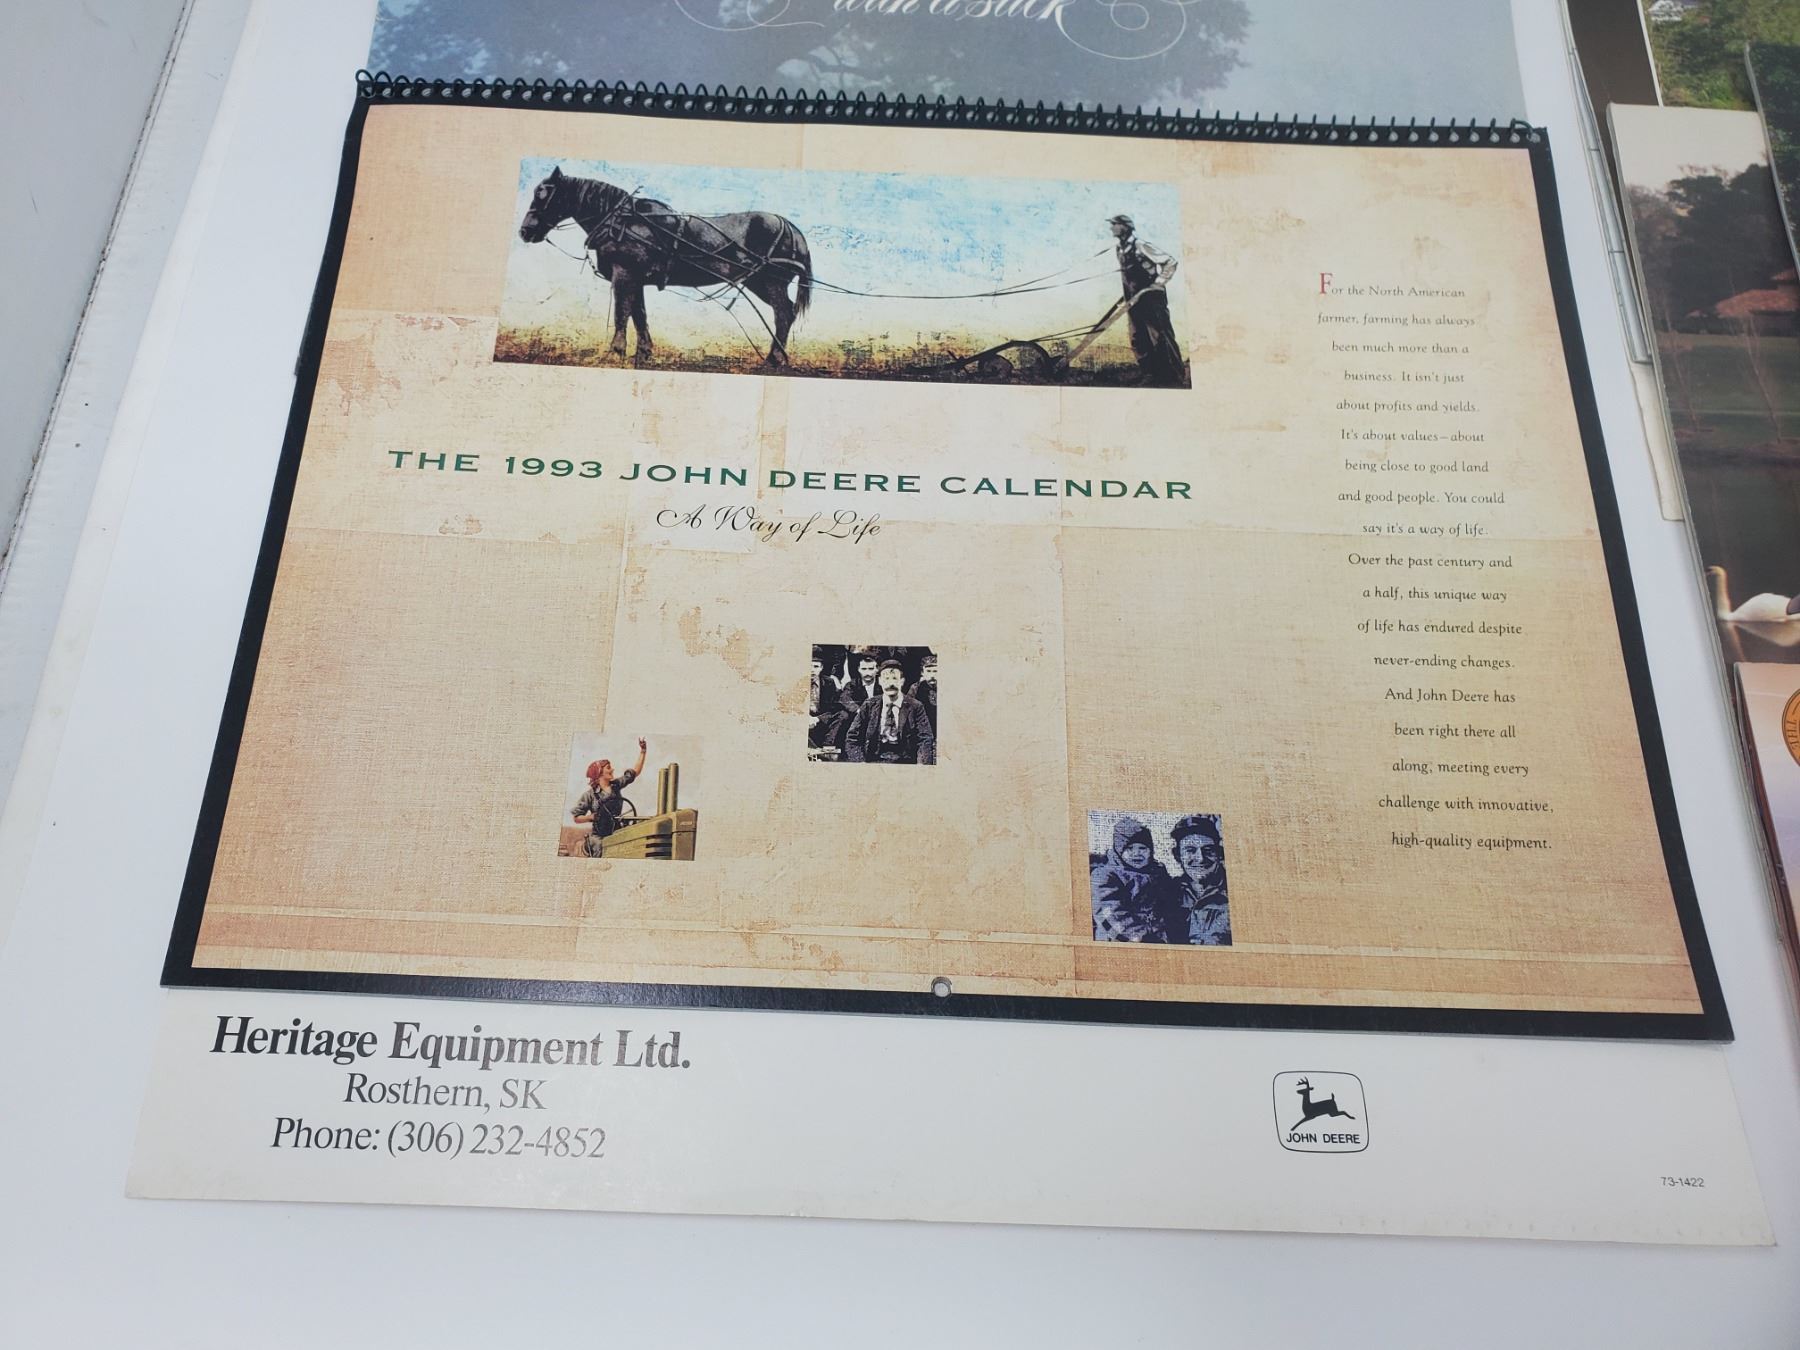 THE 1993 JOHN DEERE CALENDAR
A Way of Life
For the North American
farmer, farming has always
been much more than a
business. It isn't just
about profits and yields.
It's about values–about
being close to good land
and good people. You could
say it's a way of life.
Over the past century and
a half, this unique way
of life has endured despite
never-ending changes.
And John Deere has
been right there all
along, meeting every
challenge with innovative,
high-quality equipment.
Heritage Equipment Ltd.
Rosthern, SK
Phone: (306) 232-4852
JOHN DEERE
73-1422
THE